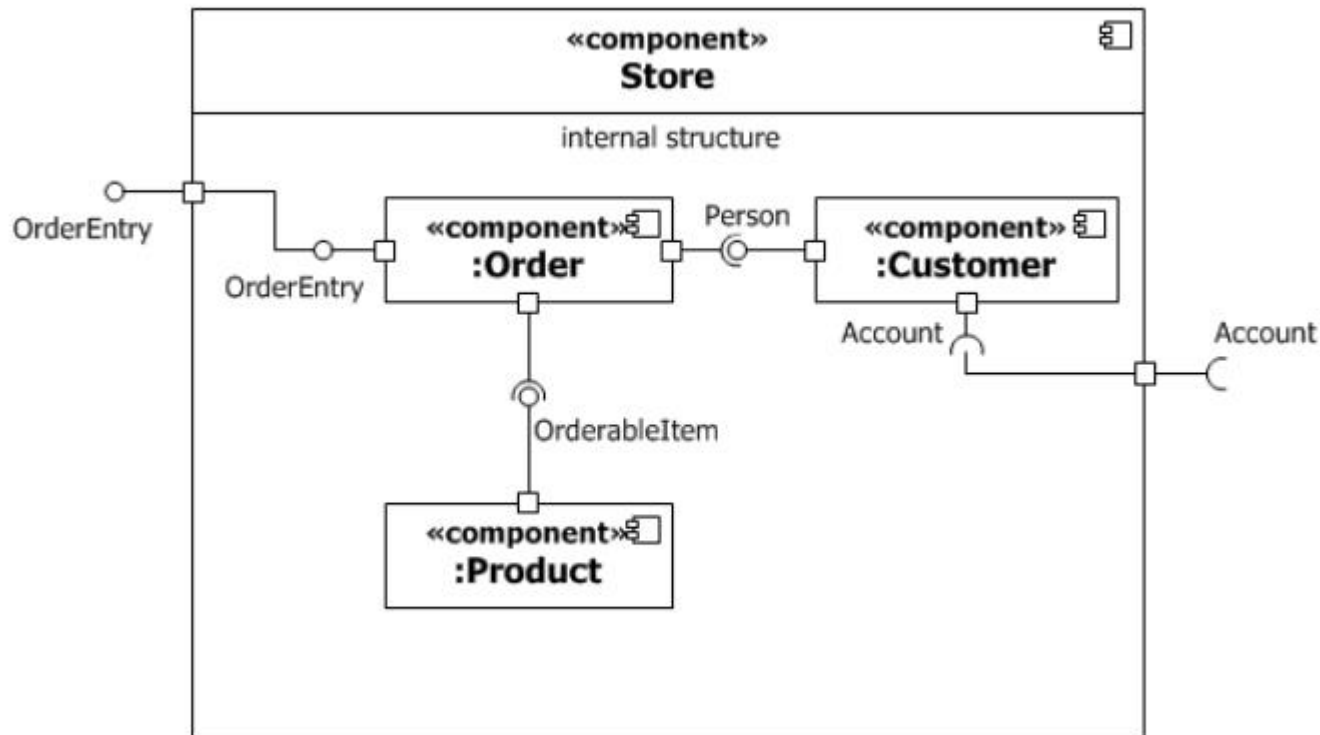 «component»
Store
internal structure
OrderEntry
OrderEntry
«component»
:Order
Person
«component»
:Customer
Account
Account
OrderableItem
«component»
:Product